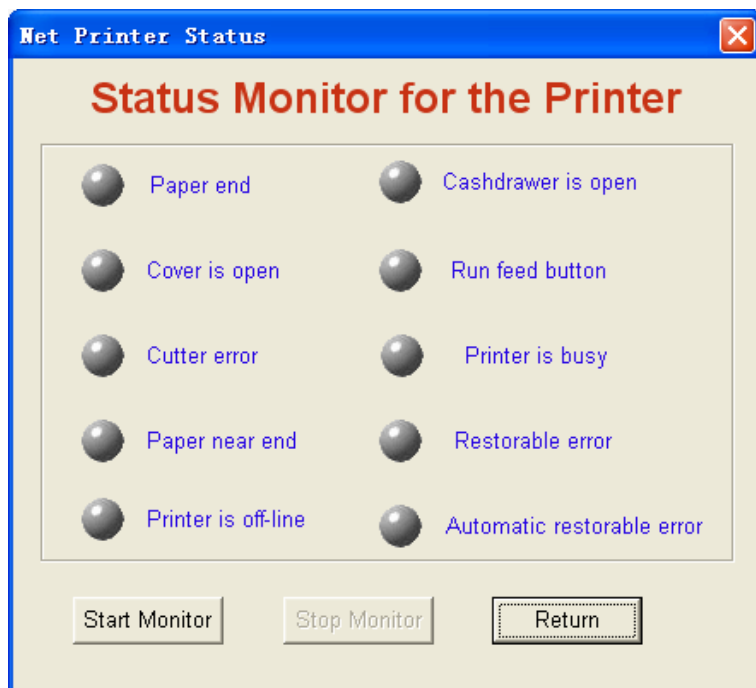 Net Printer Status
Status Monitor for the Printer
Paper end
Cashdrawer is open
Cover is open
Run feed button
Cutter error
Printer is busy
Paper near end
Restorable error
Printer is off-line
Automatic restorable error
Start Monitor
Stop Monitor
Return